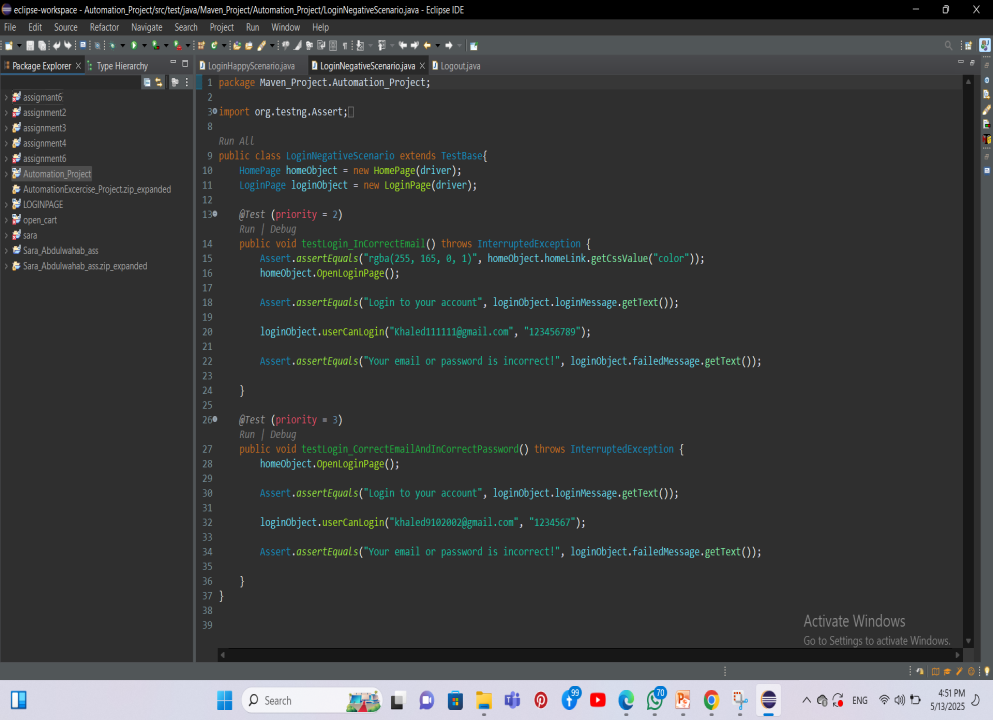 eclipse-workspace - Automation_Project/src/test/java/Maven_Project/Automation_Project/LoginNegativeScenario.java - Eclipse IDE
File Edit Source Refactor Navigate Search Project Run Window Help
Package Explorer Type Hierarchy
LoginHappyScenario.java LoginNegativeScenario.java Logout.java
assigmant6
assignment2
assignment3
assignment4
assignment6
Automation_Project
AutomationExcercise_Project.zip_expanded
LOGINPAGE
open_cart
sara
Sara_Abdulwahab_ass
Sara_Abdulwahab_ass.zip_expanded
1 package Maven_Project.Automation_Project;
2
3 import org.testng.Assert;
8
Run All
9 public class LoginNegativeScenario extends TestBase{
10 HomePage homeObject = new HomePage(driver);
11 LoginPage loginObject = new LoginPage(driver);
12
13 @Test (priority = 2)
Run | Debug
14 public void testLogin_InCorrectEmail() throws InterruptedException {
15 Assert.assertEquals("rgba(255, 165, 0, 1)", homeObject.homeLink.getCssValue("color"));
16 homeObject.OpenLoginPage();
17
18 Assert.assertEquals("Login to your account", loginObject.loginMessage.getText());
19
20 loginObject.userCanLogin("Khaled111111@gmail.com", "123456789");
21
22 Assert.assertEquals("Your email or password is incorrect!", loginObject.failedMessage.getText());
23
24 }
25
26 @Test (priority = 3)
Run | Debug
27 public void testLogin_CorrectEmailAndInCorrectPassword() throws InterruptedException {
28 homeObject.OpenLoginPage();
29
30 Assert.assertEquals("Login to your account", loginObject.loginMessage.getText());
31
32 loginObject.userCanLogin("khaled9102002@gmail.com", "1234567");
33
34 Assert.assertEquals("Your email or password is incorrect!", loginObject.failedMessage.getText());
35
36 }
37 }
38
39
Activate Windows
Go to Settings to activate Windows.
Search
99
70
ENG
4:51 PM
5/13/2025